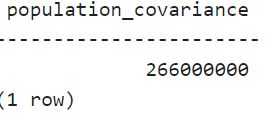 population_covariance
-----------------------
266000000
(1 row)